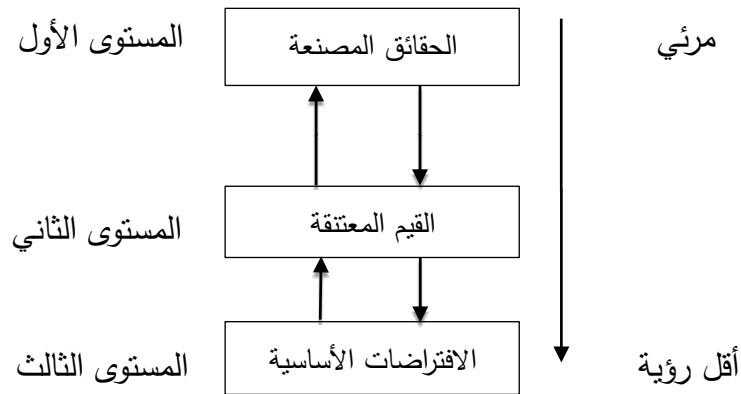 مرئي
الحقائق المصنعة
المستوى الأول
القيم المعتنقة
المستوى الثاني
أقل رؤية
الافتراضات الأساسية
المستوى الثالث